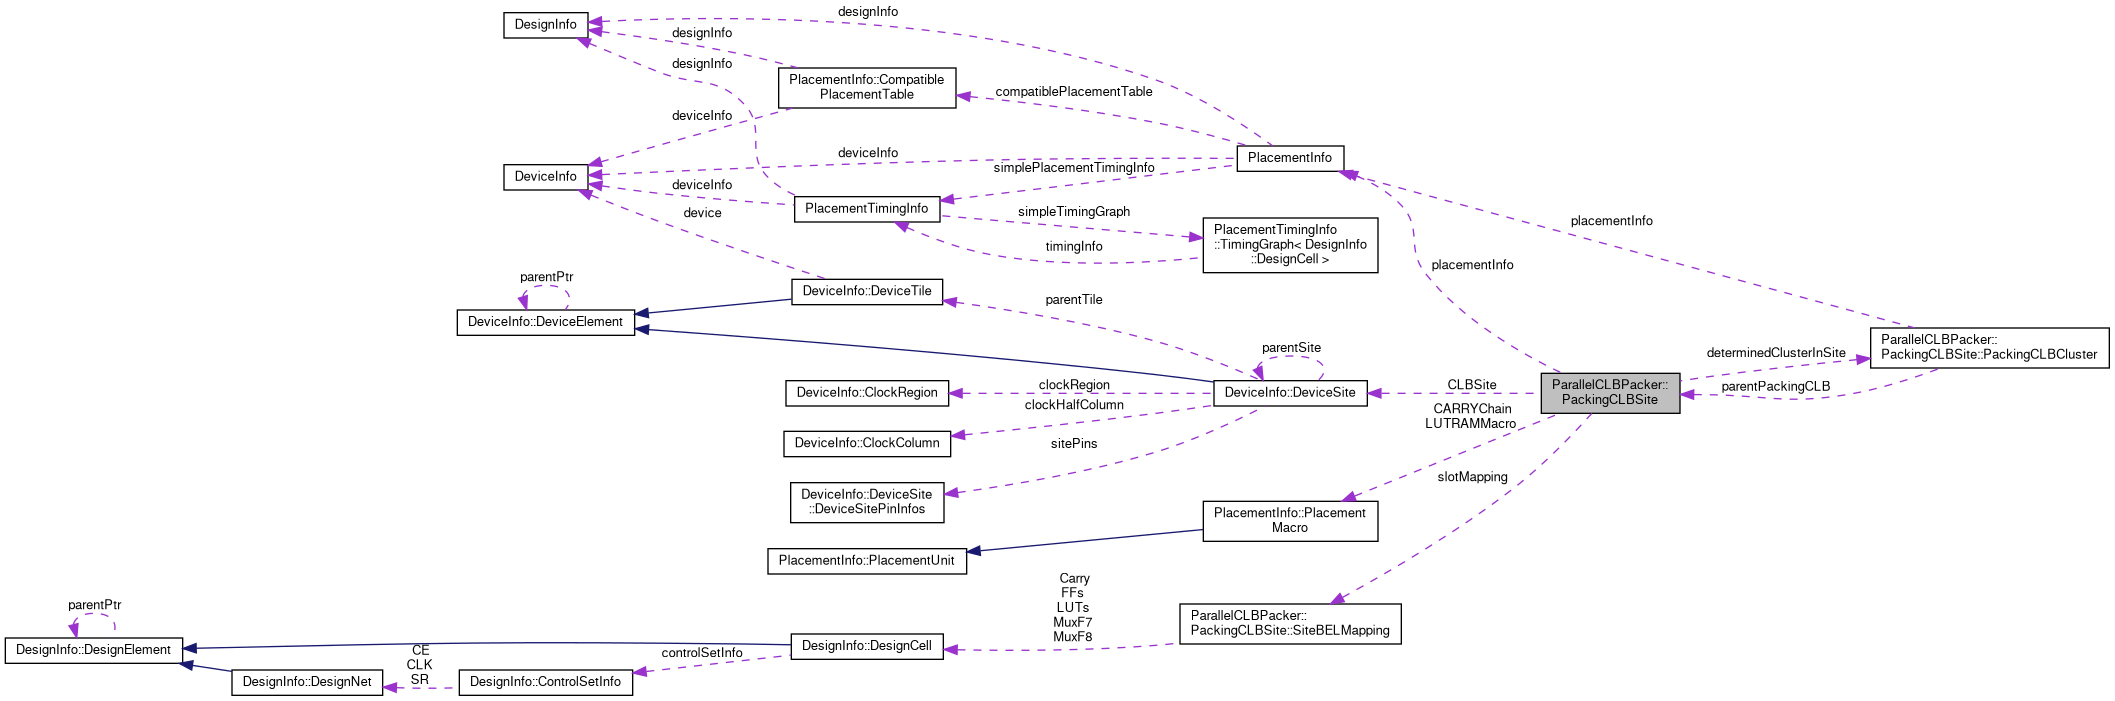 designInfo
DesignInfo
designInfo
designInfo
PlacementInfo::Compatible
PlacementTable
compatiblePlacementTable
deviceInfo
deviceInfo
PlacementInfo
simplePlacementTimingInfo
DeviceInfo
deviceInfo
device
PlacementTimingInfo
simpleTimingGraph
timingInfo
PlacementTimingInfo
::TimingGraph< DesignInfo
::DesignCell >
placementInfo
placementInfo
parentPtr
DeviceInfo::DeviceTile
parentTile
DeviceInfo::DeviceElement
parentSite
determinedClusterInSite
ParallelCLBPacker::
PackingCLBSite::PackingCLBCluster
DeviceInfo::ClockRegion
clockRegion
DeviceInfo::DeviceSite
CLBSite
ParallelCLBPacker::
PackingCLBSite
parentPackingCLB
clockHalfColumn
CARRYChain
LUTRAMMacro
DeviceInfo::ClockColumn
sitePins
slotMapping
DeviceInfo::DeviceSite
::DeviceSitePinInfos
PlacementInfo::Placement
Macro
PlacementInfo::PlacementUnit
Carry
FFs
LUTs
MuxF7
MuxF8
ParallelCLBPacker::
PackingCLBSite::SiteBELMapping
parentPtr
DesignInfo::DesignElement
DesignInfo::DesignCell
controlSetInfo
CE
CLK
SR
DesignInfo::DesignNet
DesignInfo::ControlSetInfo